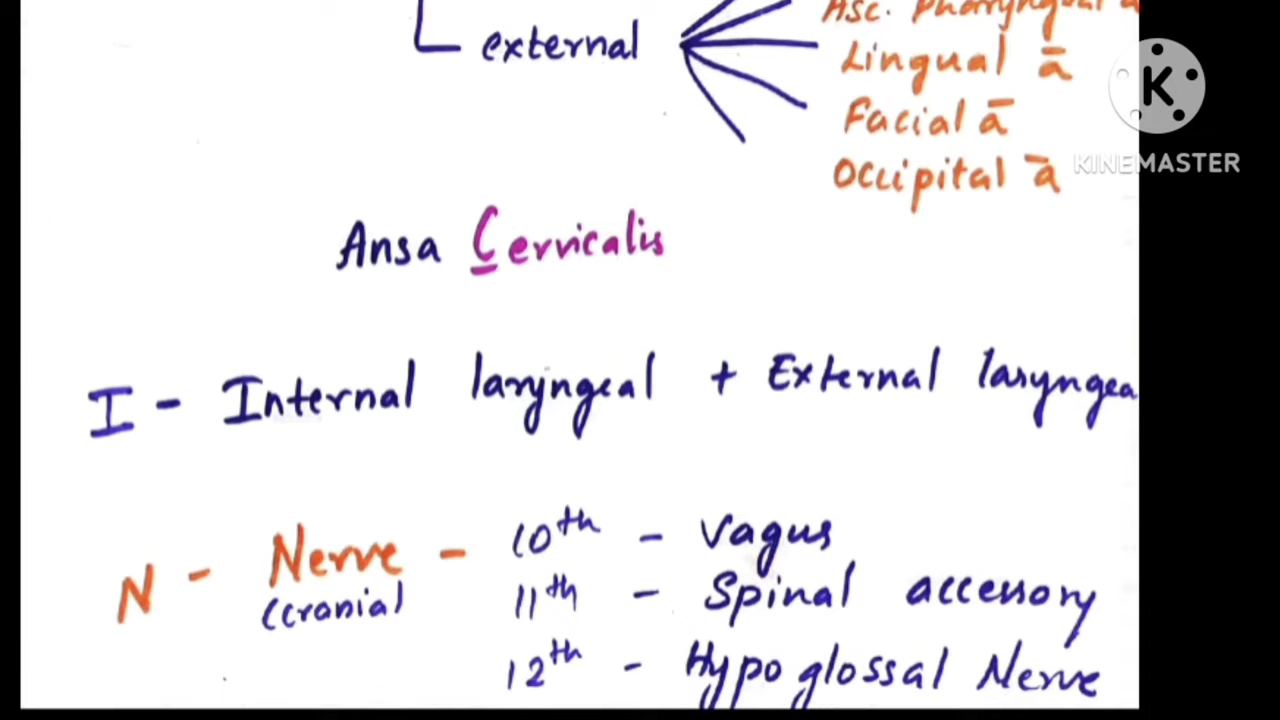 Asc. Pharyngual a
external
Lingual ā
Facial ā
Occipital ā
K
KINEMASTER
Ansa Cervicalis
I - Internal laryngeal + External laryngea
N - Nerve - 10th - Vagus
(cranial) 11th - Spinal accessory
12th - Hypoglossal Nerve